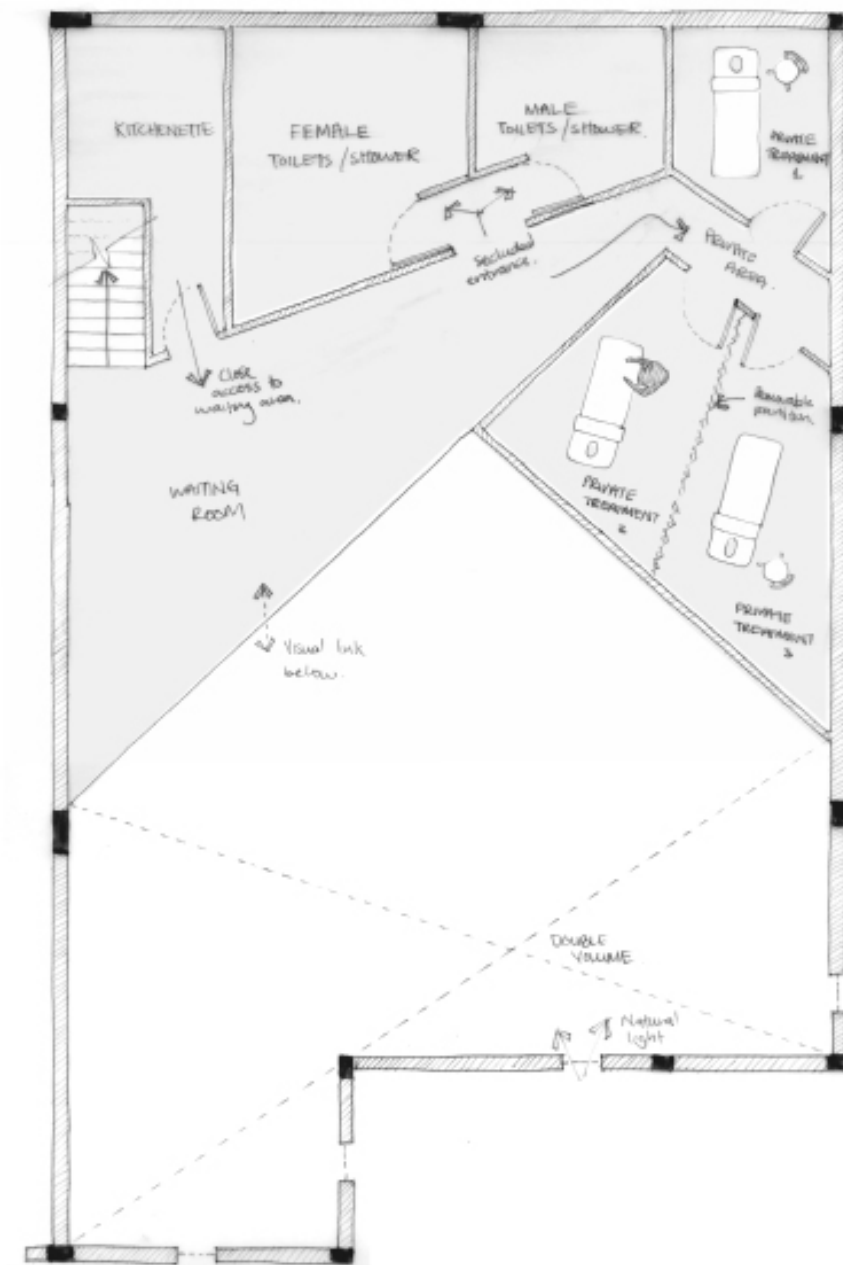 KITCHENETTE
FEMALE
TOILETS / SHOWER
MALE
TOILETS / SHOWER.
PRIVATE
TREATMENT
1
Secluded
entrance.
PRIVATE
AREA.
Close
access to
waiting area.
Removable
partition
WAITING
ROOM
PRIVATE
TREATMENT
2
PRIVATE
TREATMENT
3
Visual link
below.
DOUBLE
VOLUME
Natural
light